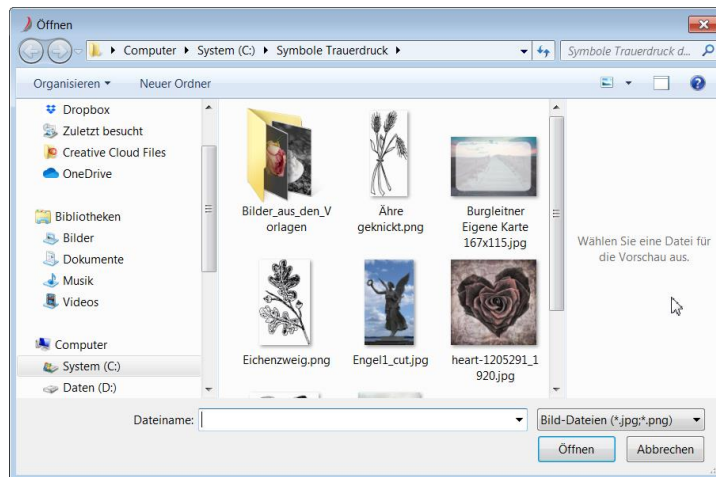 Öffnen
Computer System (C:) Symbole Trauerdruck
Symbole Trauerdruck d...
Organisieren Neuer Ordner
Dropbox
Zuletzt besucht
Creative Cloud Files
OneDrive
Bibliotheken
Bilder
Dokumente
Musik
Videos
Computer
System (C:)
Daten (D:)
Bilder_aus_den_V
orlagen
Ähre
geknickt.png
Burgleitner
Eigene Karte
167x115.jpg
Eichenzweig.png
Engel1_cut.jpg
heart-1205291_1
920.jpg
Wählen Sie eine Datei für
die Vorschau aus.
Dateiname:
Bild-Dateien (*.jpg;*.png)
Öffnen
Abbrechen